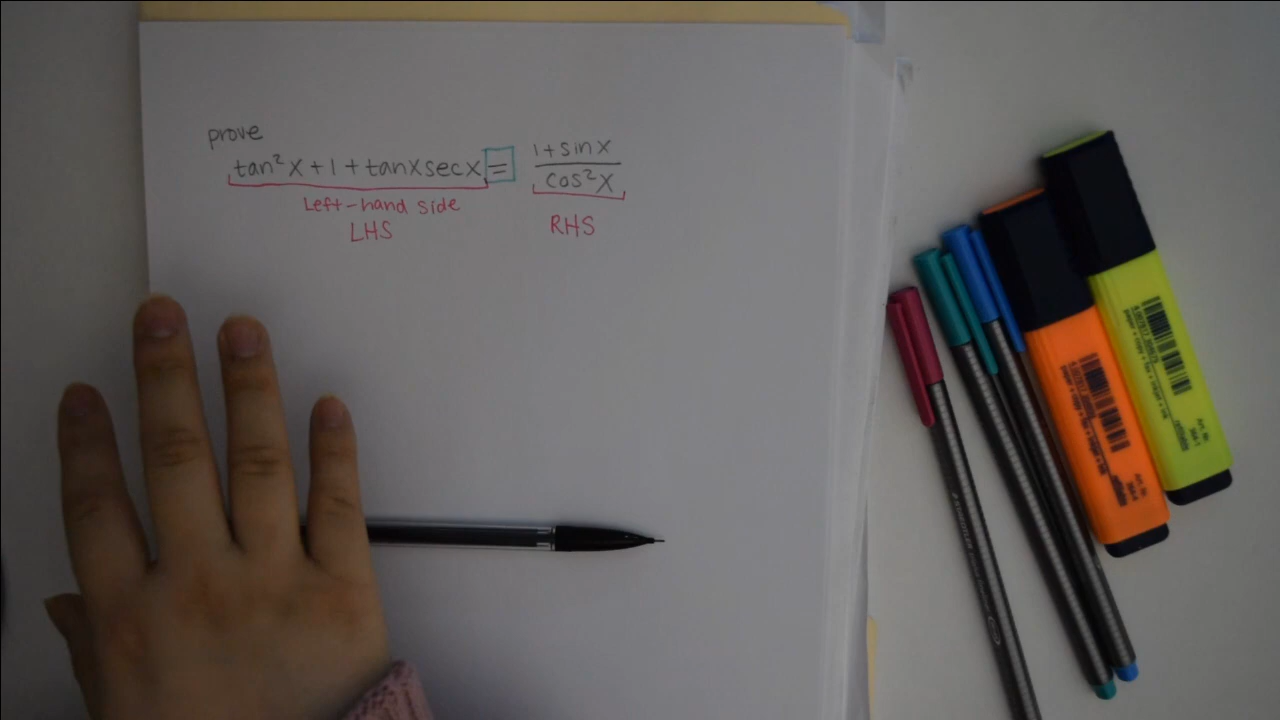 prove
tan²x+1+tanxsecx = 1+sinx / cos²x
Left-hand side
LHS RHS